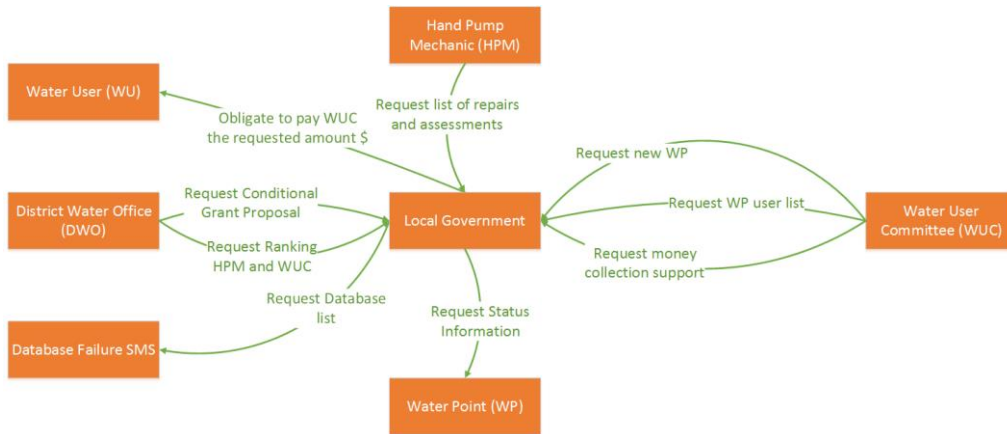 Hand Pump
Mechanic (HPM)
Water User (WU)
Request list of repairs
and assessments
Obligate to pay WUC
the requested amount $
Request new WP
District Water Office
(DWO)
Request Conditional
Grant Proposal
Local Government
Request WP user list
Water User
Committee (WUC)
Request Ranking
HPM and WUC
Request money
collection support
Request Database
list
Request Status
Information
Database Failure SMS
Water Point (WP)